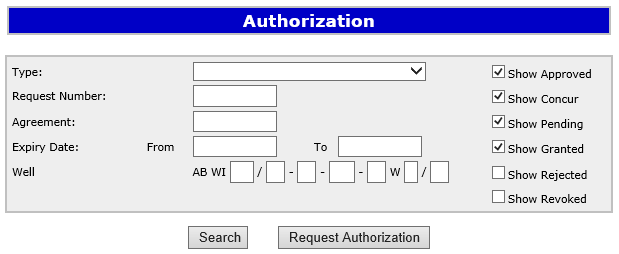 Authorization
Type: Show Approved
Request Number: Show Concur
Agreement: Show Pending
Expiry Date: From To Show Granted
Well AB WI / - - - W / Show Rejected
Show Revoked
Search Request Authorization